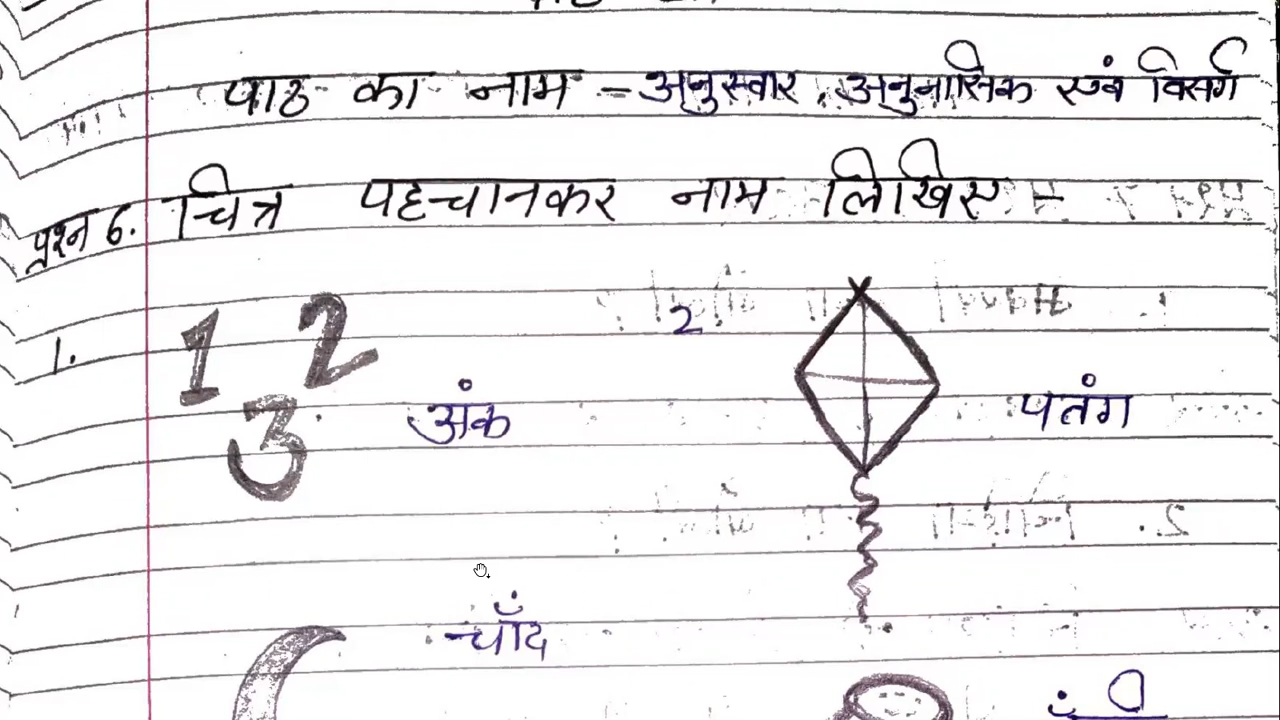 पाठ का नाम - अनुस्वार, अनुनासिक एवं विसर्ग
प्रश्न 6. चित्र पहचानकर नाम लिखिए -
1. 1 2 3 अंक
2 पतंग
चाँद